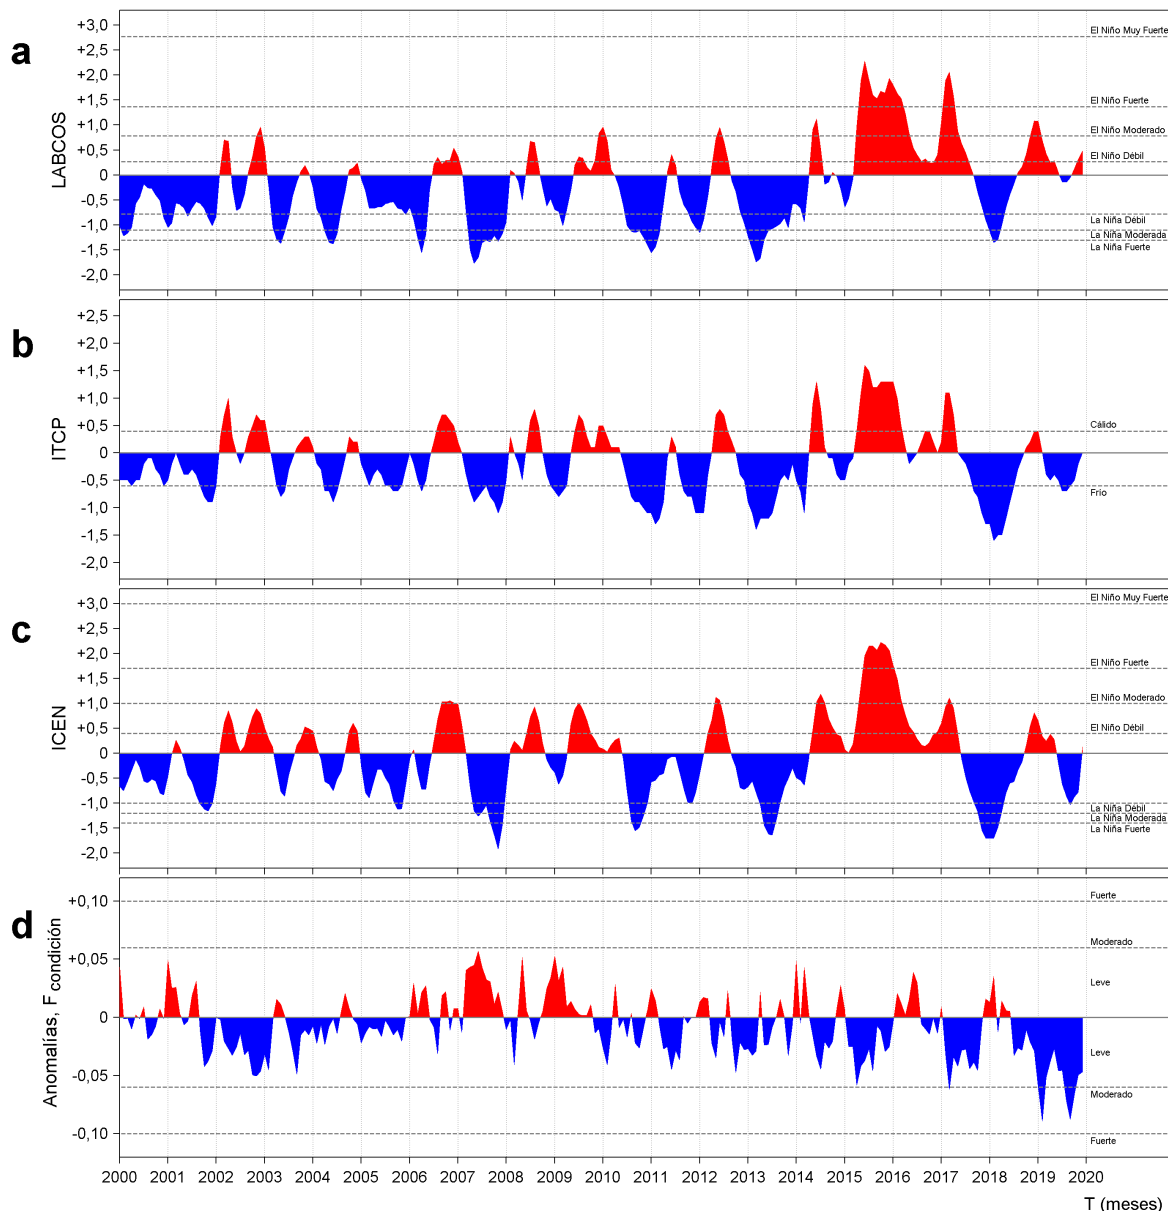 a
LABCOS
+3,0
+2,5
+2,0
+1,5
+1,0
+0,5
0
-0,5
-1,0
-1,5
-2,0
El Niño Muy Fuerte
El Niño Fuerte
El Niño Moderado
El Niño Débil
La Niña Débil
La Niña Moderada
La Niña Fuerte
b
ITCP
+2,5
+2,0
+1,5
+1,0
+0,5
0
-0,5
-1,0
-1,5
-2,0
Cálido
Frío
c
ICEN
+3,0
+2,5
+2,0
+1,5
+1,0
+0,5
0
-0,5
-1,0
-1,5
-2,0
El Niño Muy Fuerte
El Niño Fuerte
El Niño Moderado
El Niño Débil
La Niña Débil
La Niña Moderada
La Niña Fuerte
d
Anomalías, F condición
+0,10
+0,05
0
-0,05
-0,10
Fuerte
Moderado
Leve
Leve
Moderado
Fuerte
2000 2001 2002 2003 2004 2005 2006 2007 2008 2009 2010 2011 2012 2013 2014 2015 2016 2017 2018 2019 2020
T (meses)